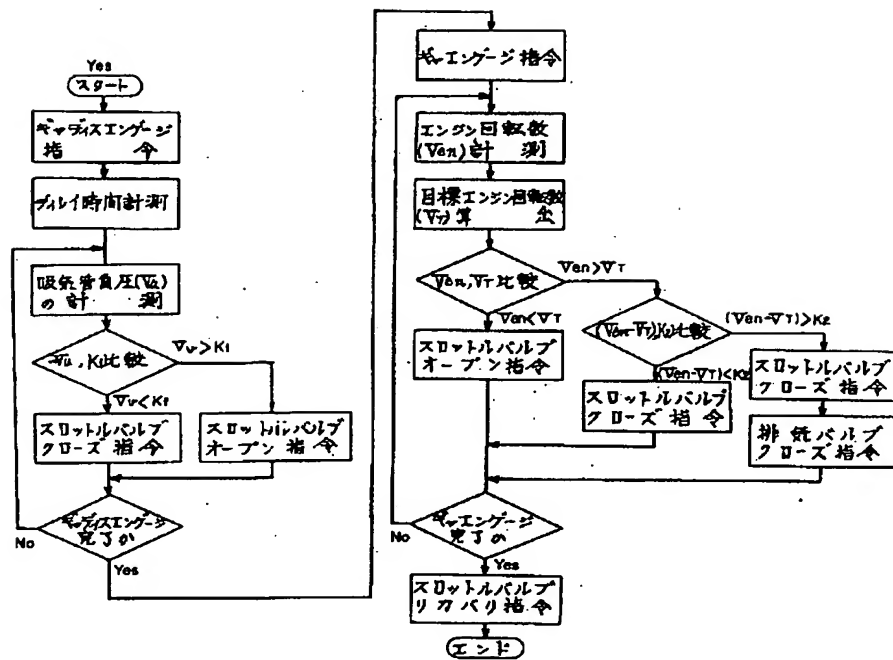 Yes
スタート
ギャディスエンゲージ
指 令
ディレイ時間計測
吸気管負圧(Vu)
の計 測
Vu, K1比較
Vu>K1
Vu<K1
スロットルバルブ
クローズ指令
スロットルバルブ
オープン指令
ギャディスエンゲージ
完了か
No
Yes
ギャエンゲージ指令
エンジン回転数
(Ven)計 測
目標エンジン回転数
(VT)算 出
Ven, VT比較
Ven>VT
Ven<VT
スロットルバルブ
オープン指令
(Ven-VT),K2比較
(Ven-VT)>K2
(Ven-VT)<K2
スロットルバルブ
クローズ指令
スロットルバルブ
クローズ指令
排気バルブ
クローズ指令
ギャエンゲージ
完了か
No
Yes
スロットルバルブ
リカバリ指令
エンド